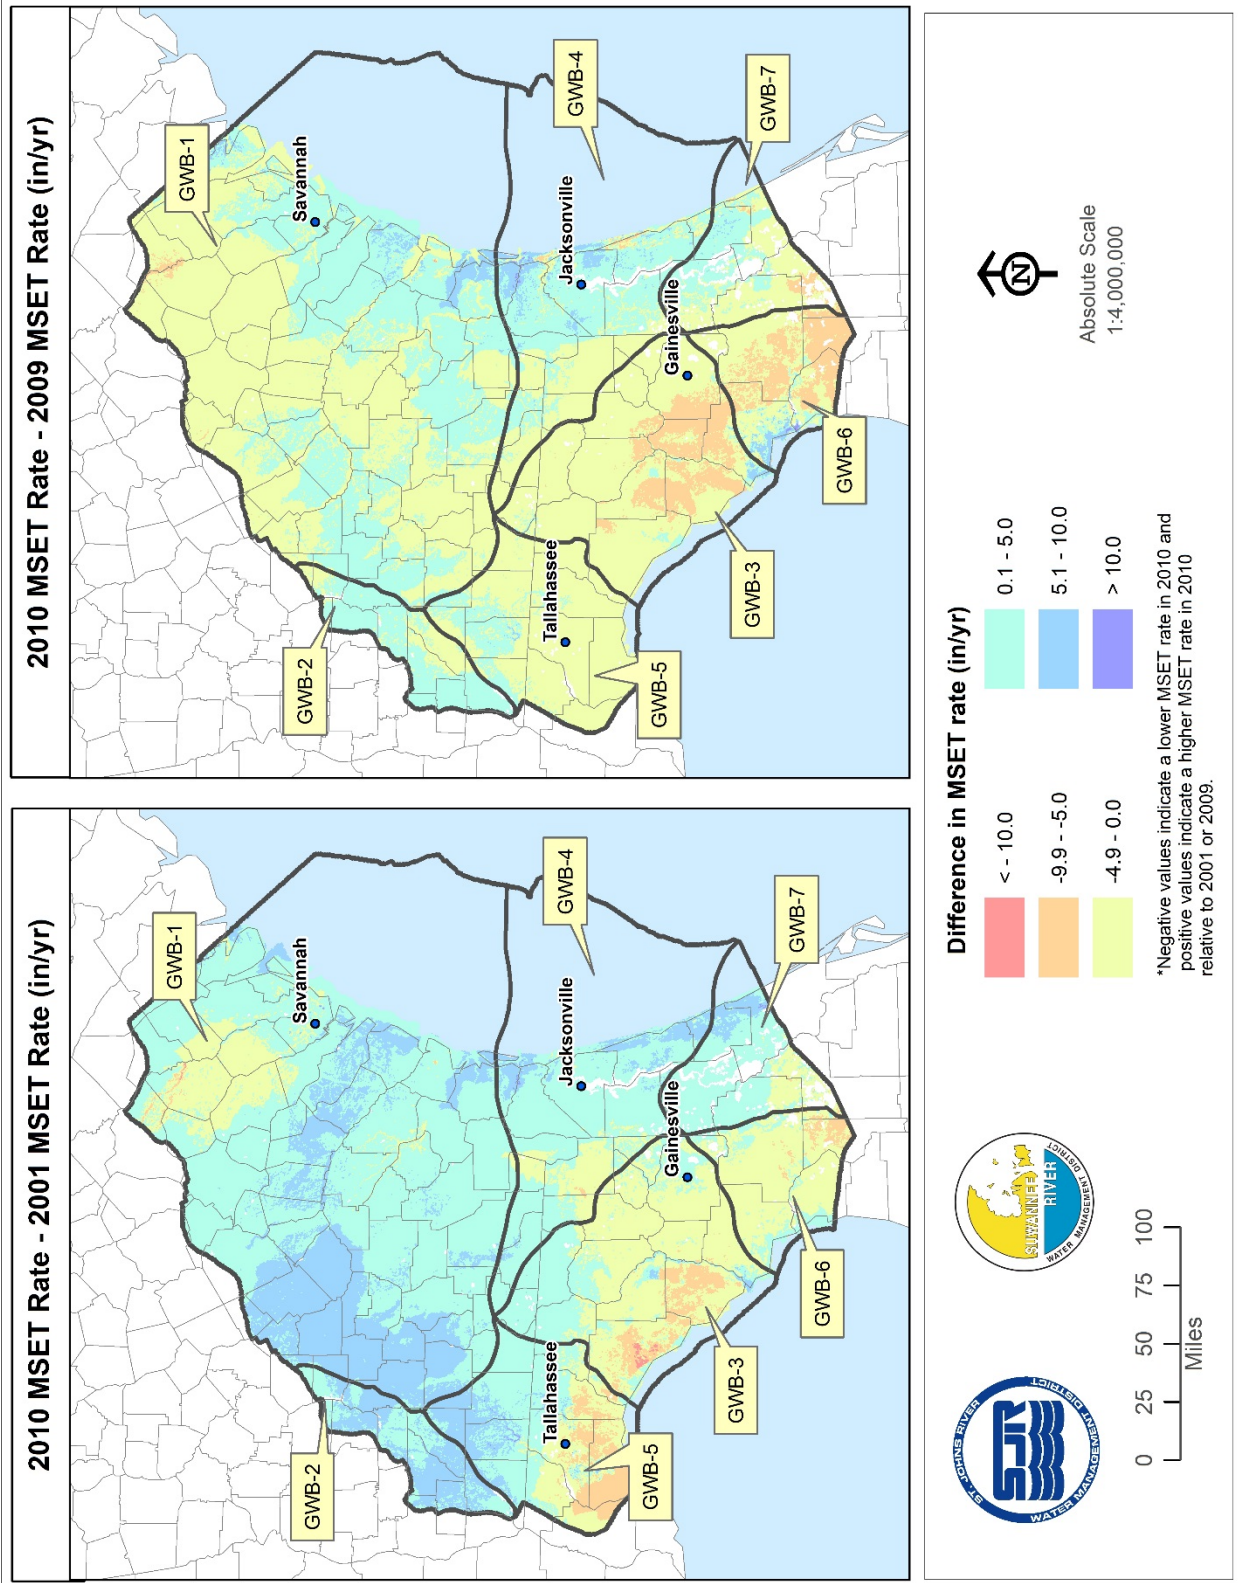 2010 MSET Rate - 2001 MSET Rate (in/yr)
GWB-1
GWB-2
Savannah
GWB-4
Jacksonville
Tallahassee
Gainesville
GWB-5
GWB-3
GWB-6
GWB-7
2010 MSET Rate - 2009 MSET Rate (in/yr)
GWB-1
GWB-2
Savannah
GWB-4
Jacksonville
Tallahassee
Gainesville
GWB-5
GWB-3
GWB-6
GWB-7
ST. JOHNS RIVER
SJR
WATER MANAGEMENT DISTRICT
WATER MANAGEMENT DISTRICT
SUWANNEE
RIVER
WATER MANAGEMENT DISTRICT
0 25 50 75 100
Miles
Difference in MSET rate (in/yr)
< - 10.0
-9.9 - -5.0
-4.9 - 0.0
0.1 - 5.0
5.1 - 10.0
> 10.0
*Negative values indicate a lower MSET rate in 2010 and
positive values indicate a higher MSET rate in 2010
relative to 2001 or 2009.
N
Absolute Scale
1:4,000,000